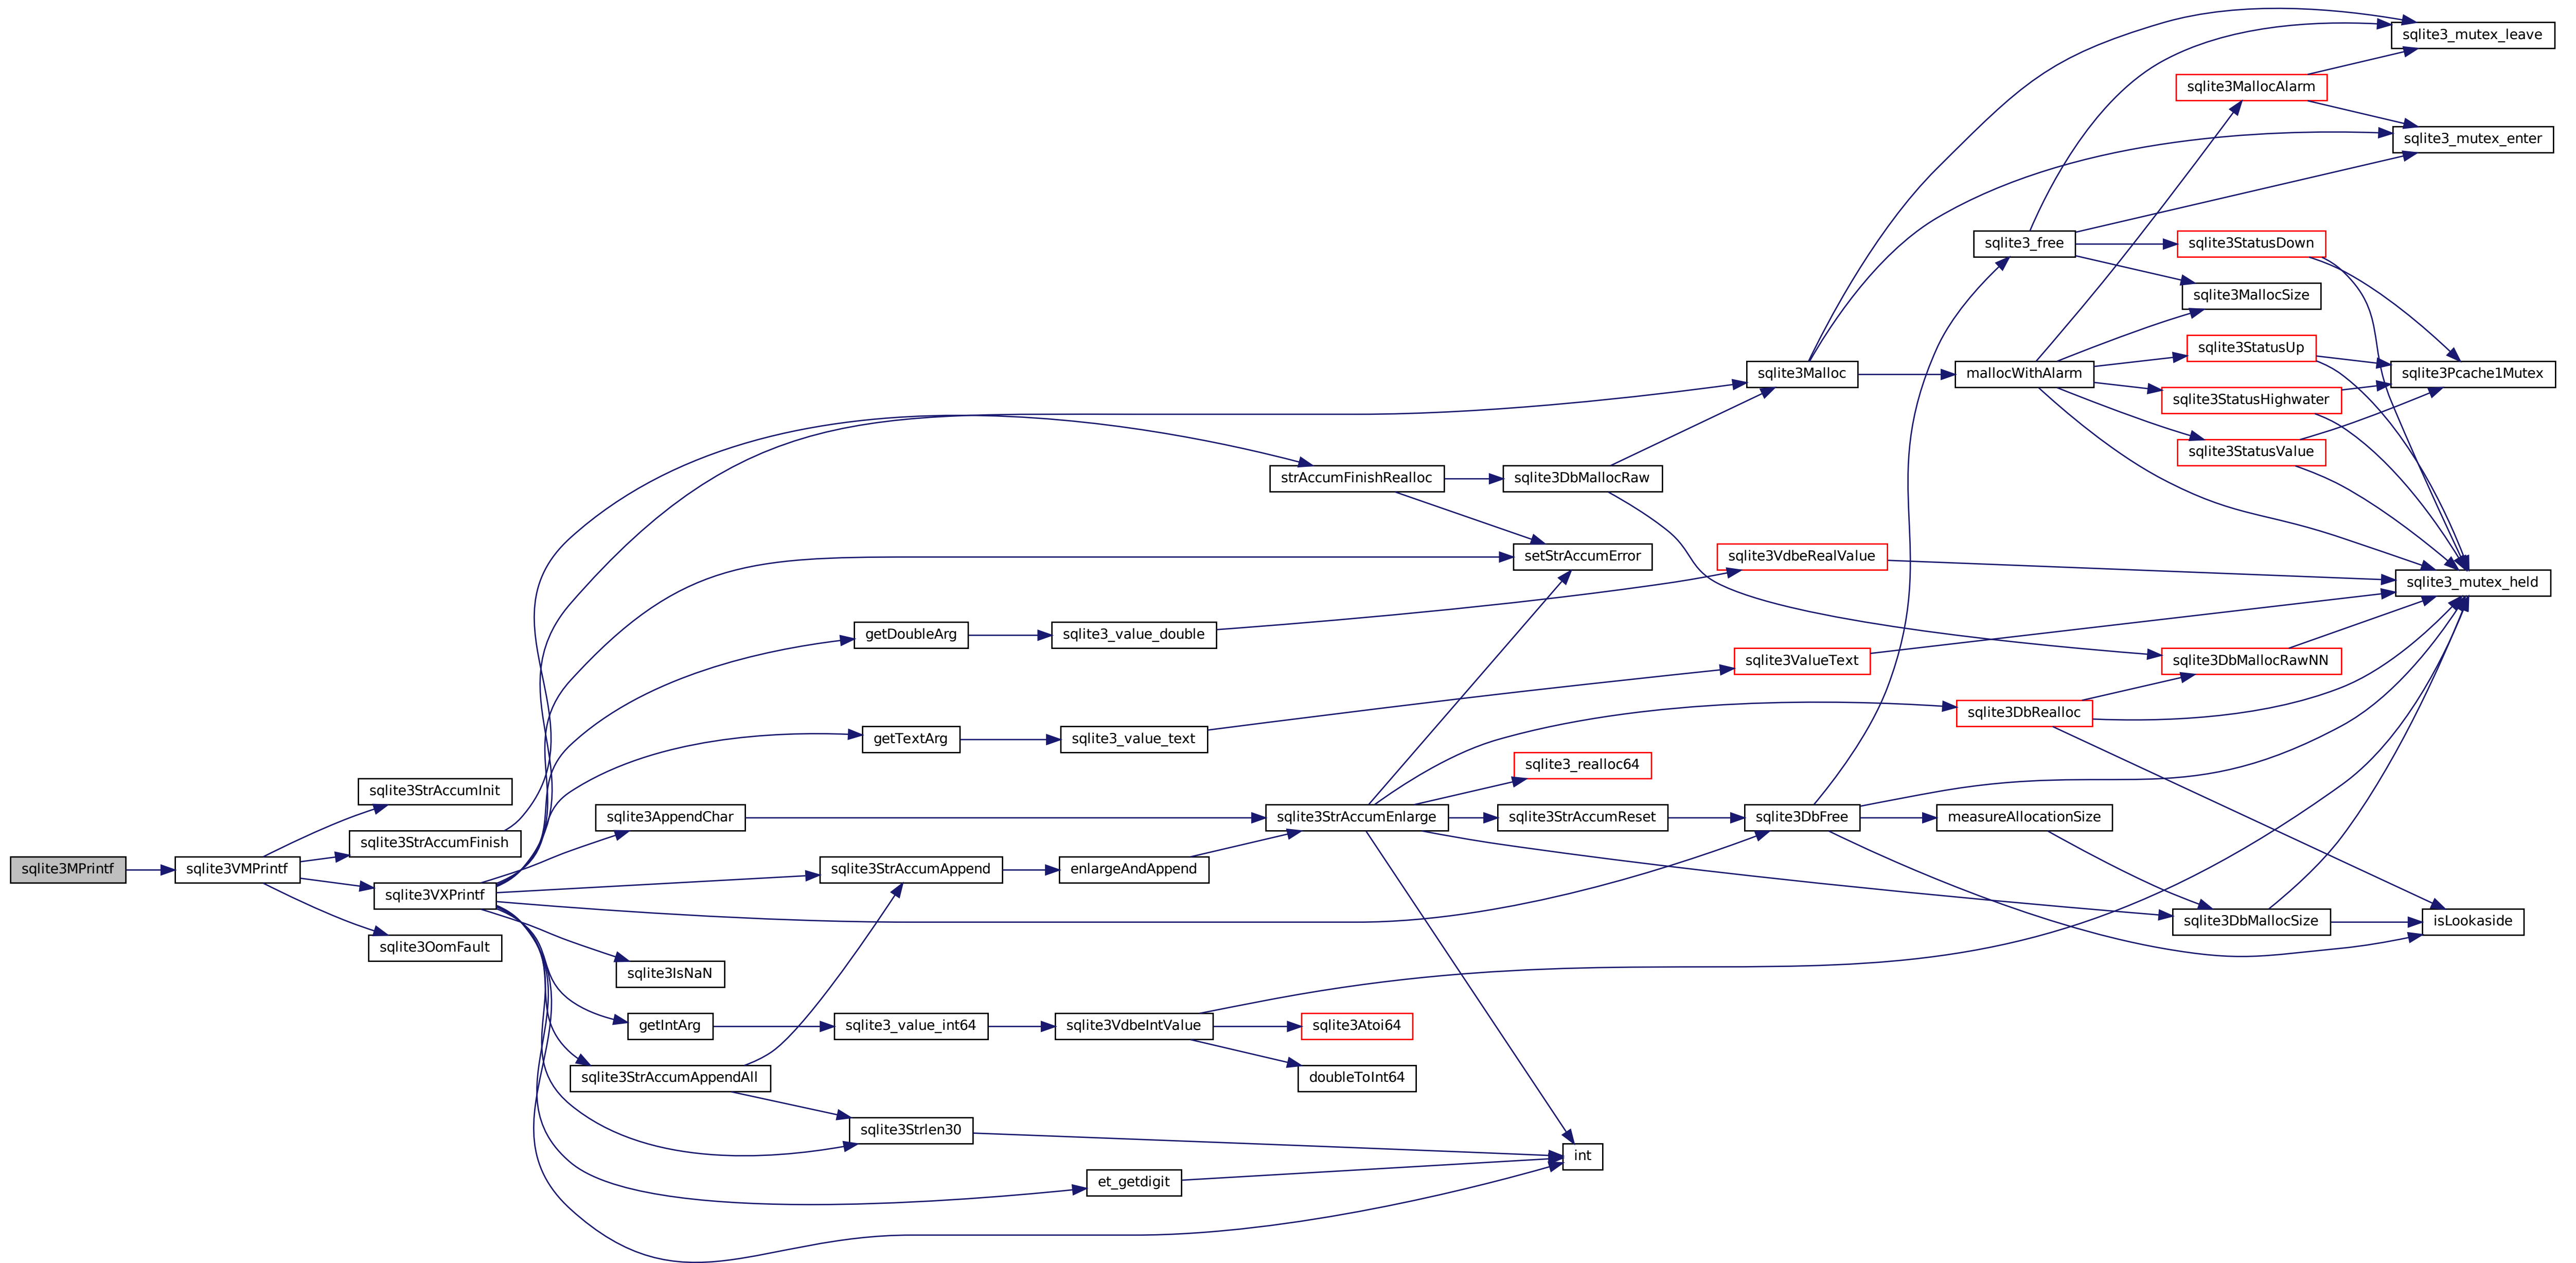 sqlite3MPrintf
sqlite3VMPrintf
sqlite3StrAccumInit
sqlite3StrAccumFinish
sqlite3VXPrintf
sqlite3OomFault
sqlite3AppendChar
sqlite3IsNaN
getIntArg
sqlite3StrAccumAppendAll
getDoubleArg
getTextArg
sqlite3StrAccumAppend
sqlite3_value_int64
sqlite3Strlen30
sqlite3_value_double
sqlite3_value_text
enlargeAndAppend
sqlite3VdbeIntValue
et_getdigit
strAccumFinishRealloc
sqlite3StrAccumEnlarge
sqlite3Atoi64
doubleToInt64
sqlite3DbMallocRaw
setStrAccumError
sqlite3_realloc64
sqlite3StrAccumReset
int
sqlite3Malloc
sqlite3VdbeRealValue
sqlite3ValueText
sqlite3DbFree
sqlite3_free
mallocWithAlarm
sqlite3DbRealloc
measureAllocationSize
sqlite3MallocAlarm
sqlite3StatusDown
sqlite3MallocSize
sqlite3StatusUp
sqlite3StatusHighwater
sqlite3StatusValue
sqlite3DbMallocRawNN
sqlite3DbMallocSize
sqlite3_mutex_leave
sqlite3_mutex_enter
sqlite3Pcache1Mutex
sqlite3_mutex_held
isLookaside